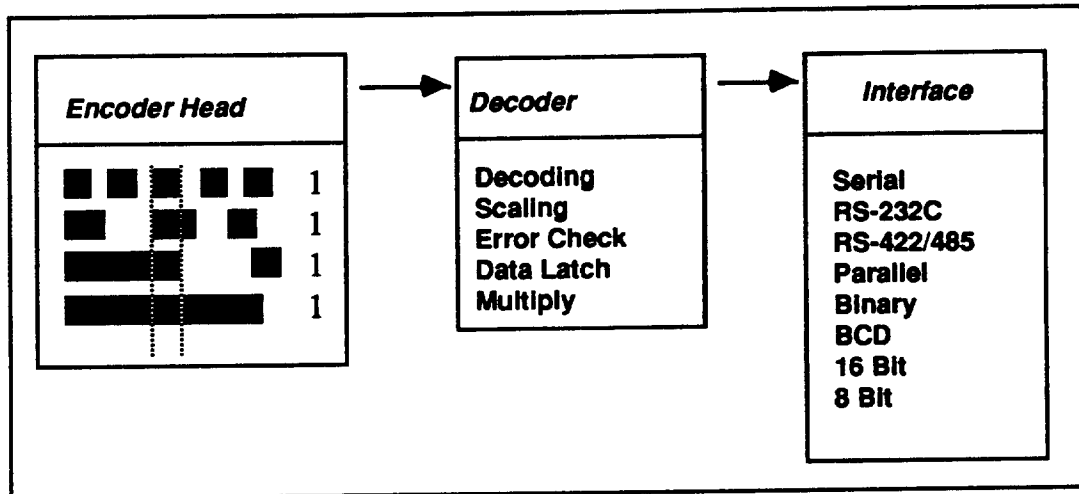 Encoder Head
1
1
1
1
Decoder
Decoding
Scaling
Error Check
Data Latch
Multiply
Interface
Serial
RS-232C
RS-422/485
Parallel
Binary
BCD
16 Bit
8 Bit